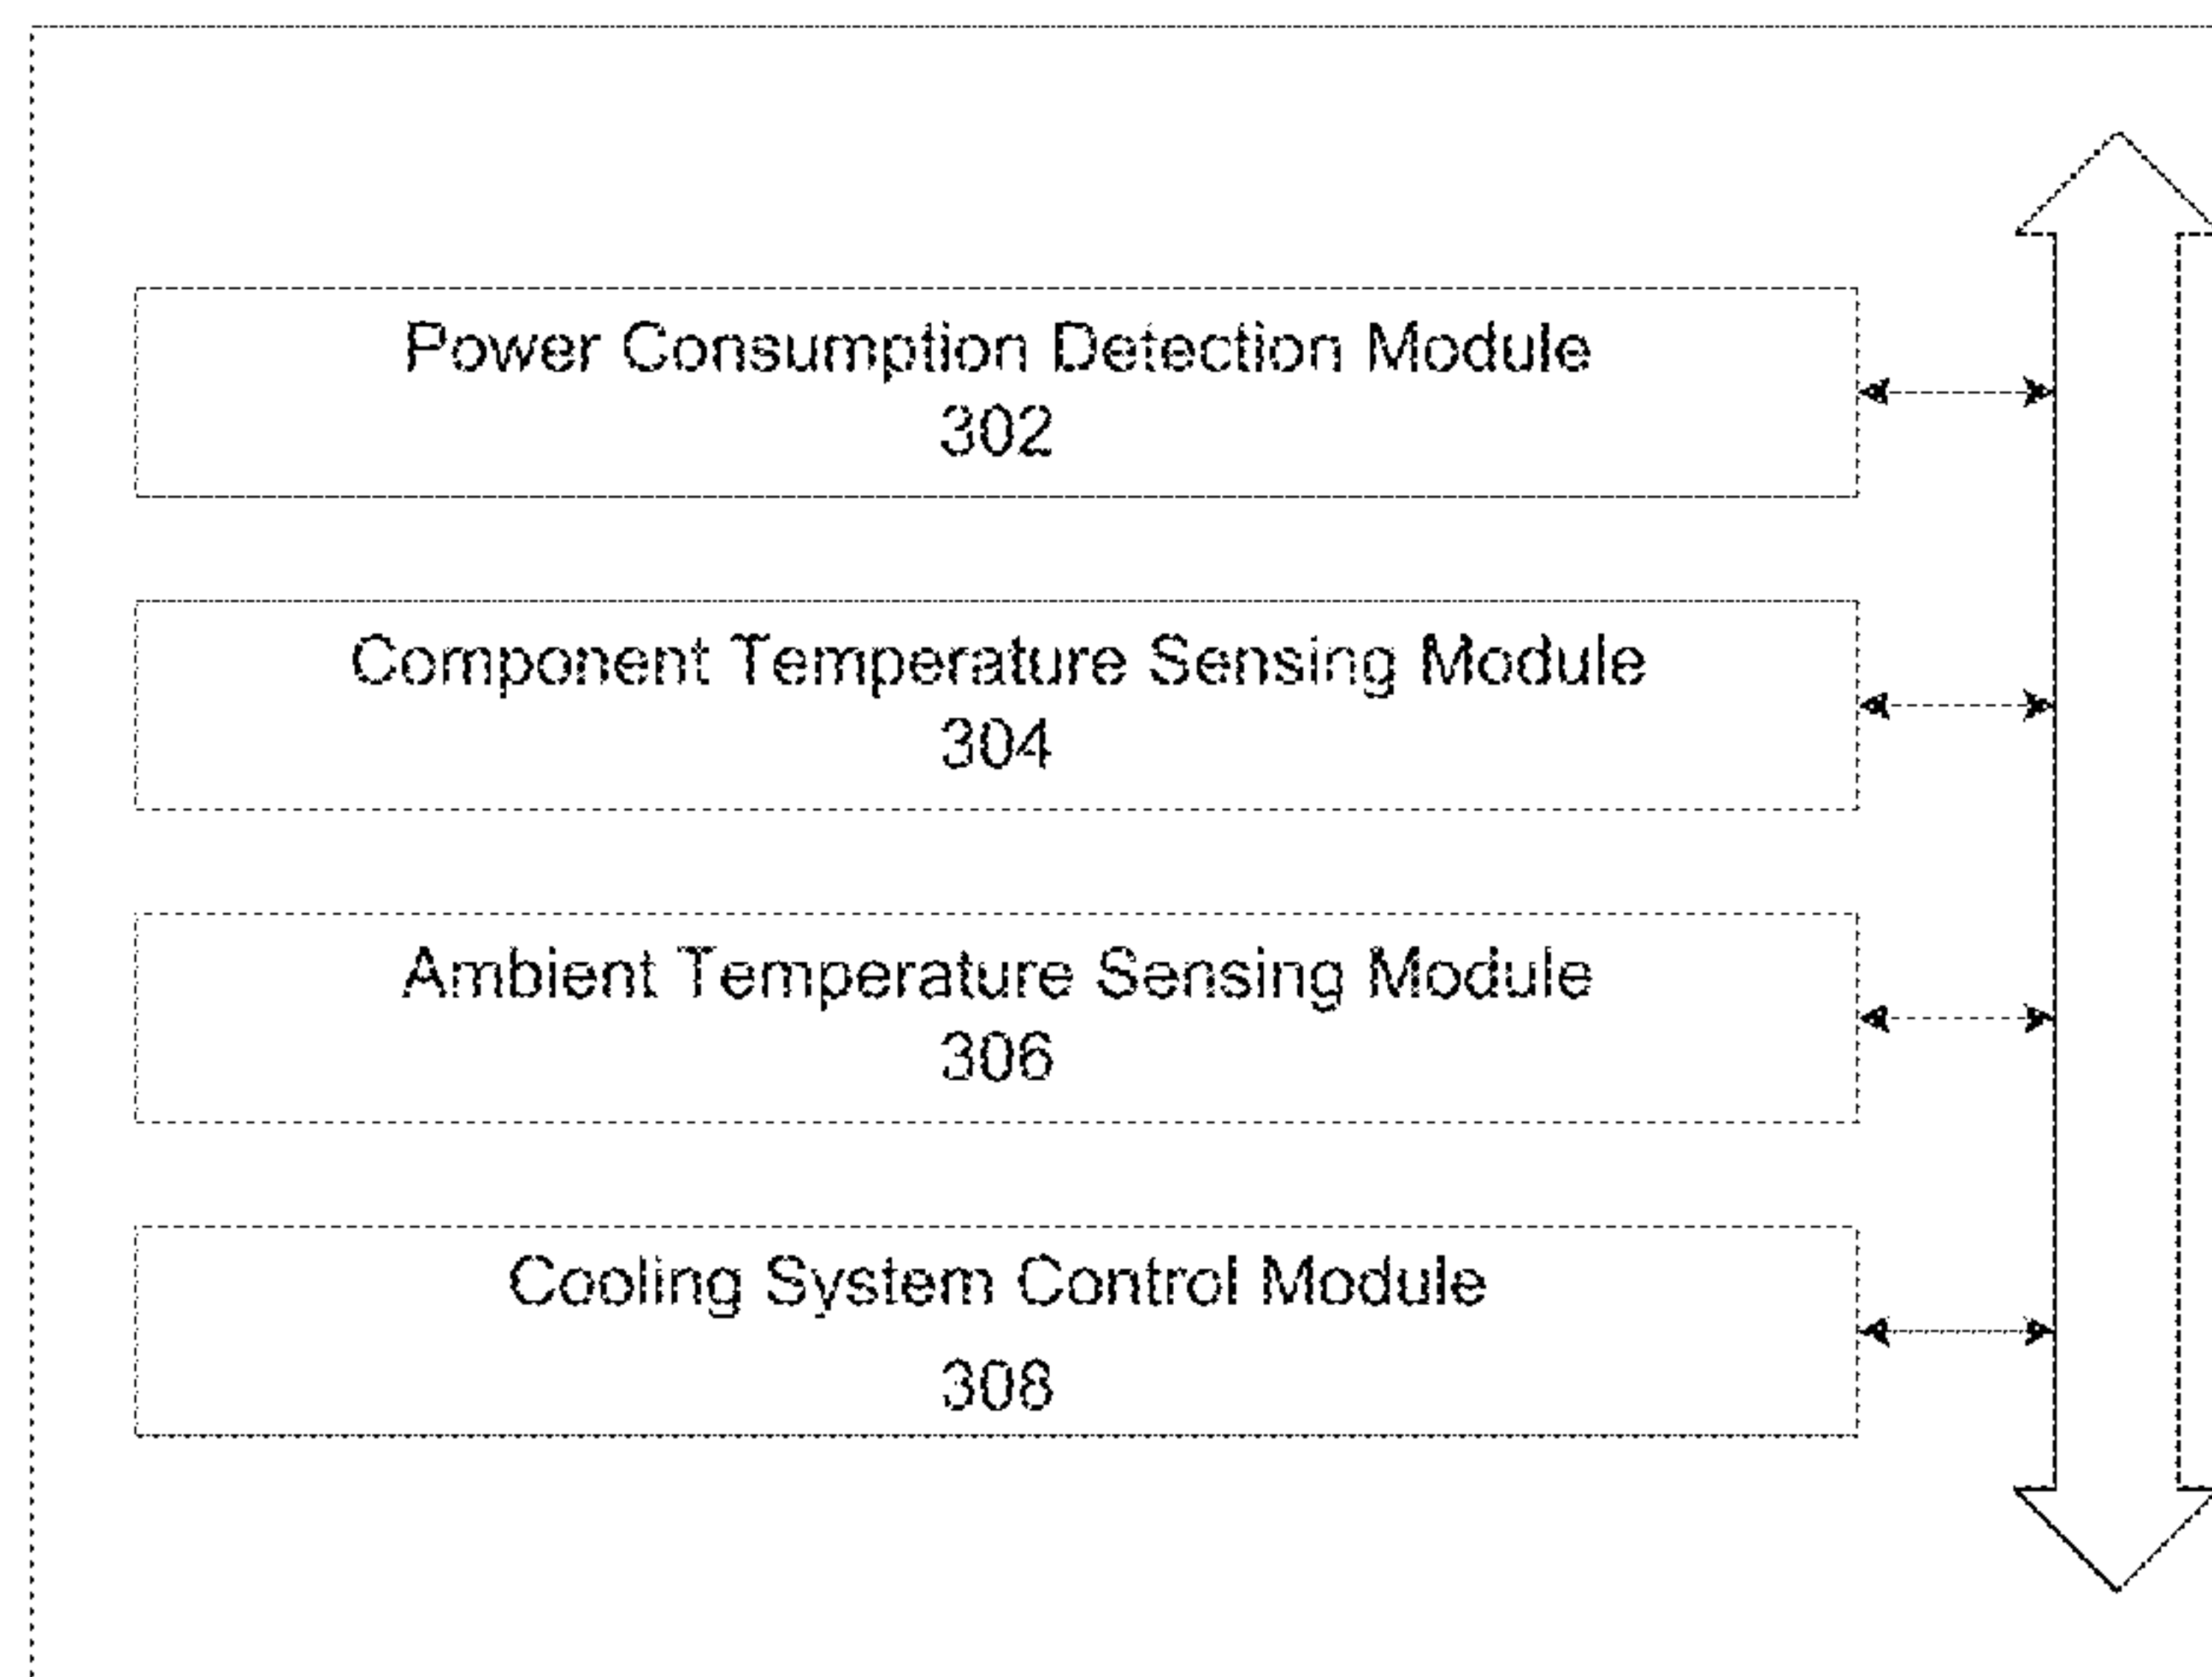 Power Consumption Detection Module
302
Component Temperature Sensing Module
304
Ambient Temperature Sensing Module
306
Cooling System Control Module
308